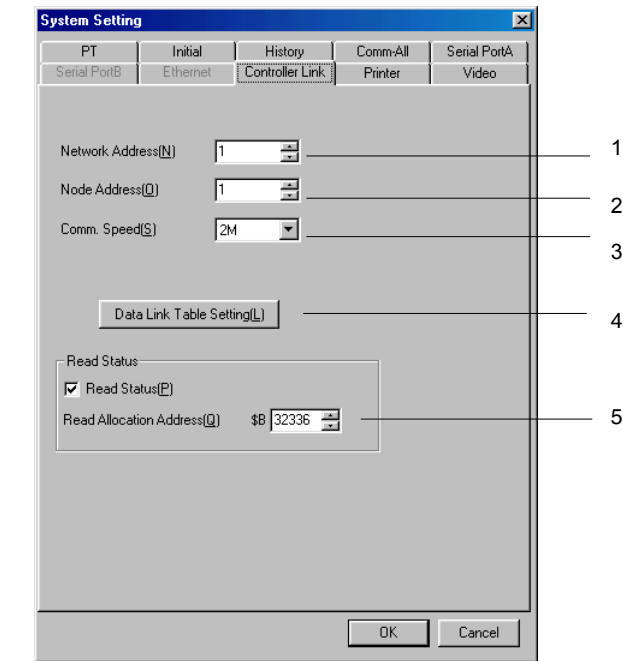 System Setting
PT Initial History Comm-All Serial PortA
Serial PortB Ethernet Controller Link Printer Video
Network Address(N) 1 1
Node Address(O) 1 2
Comm. Speed(S) 2M 3
Data Link Table Setting(L) 4
Read Status
Read Status(P)
Read Allocation Address(Q) $B 32336 5
OK Cancel